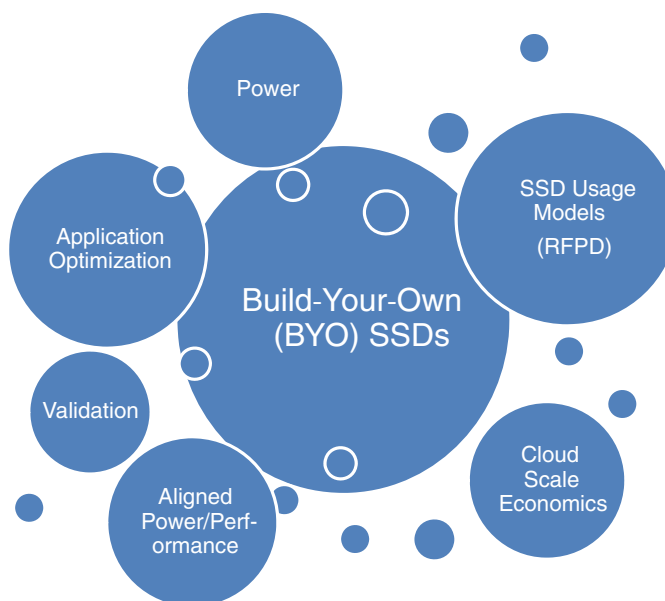 Power
SSD Usage
Models
(RFPD)
Application
Optimization
Build-Your-Own
(BYO) SSDs
Validation
Cloud
Scale
Economics
Aligned
Power/Perf-
ormance